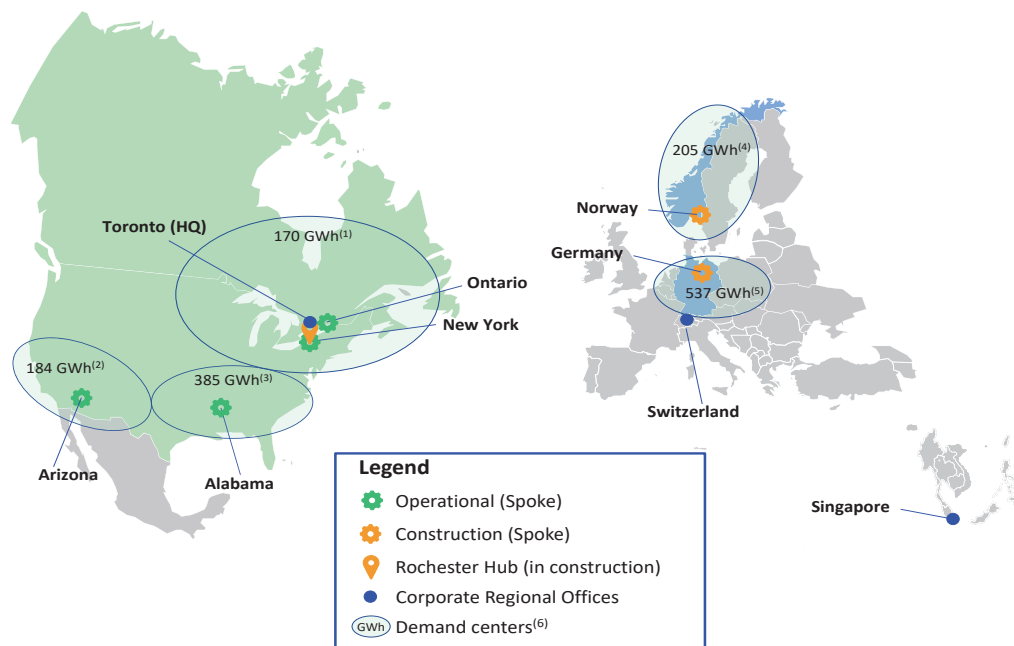 205 GWh(4)
Norway
Toronto (HQ)
170 GWh(1)
Germany
Ontario
537 GWh(5)
New York
184 GWh(2)
385 GWh(3)
Switzerland
Arizona
Alabama
Singapore
Legend
Operational (Spoke)
Construction (Spoke)
Rochester Hub (in construction)
Corporate Regional Offices
GWh Demand centers(6)